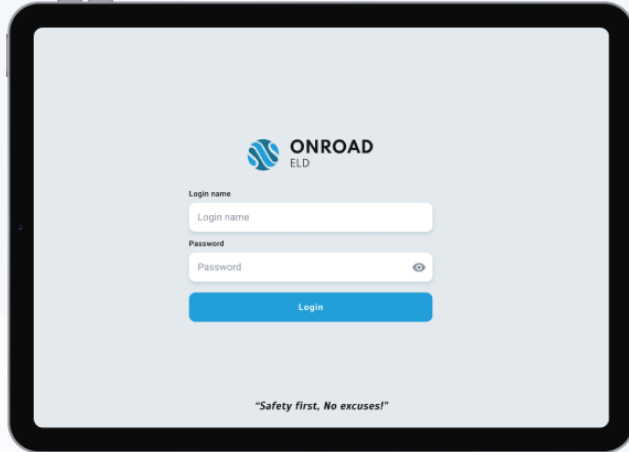 ONROAD
ELD
Login name
Login name
Password
Password
Login
“Safety first, No excuses!”